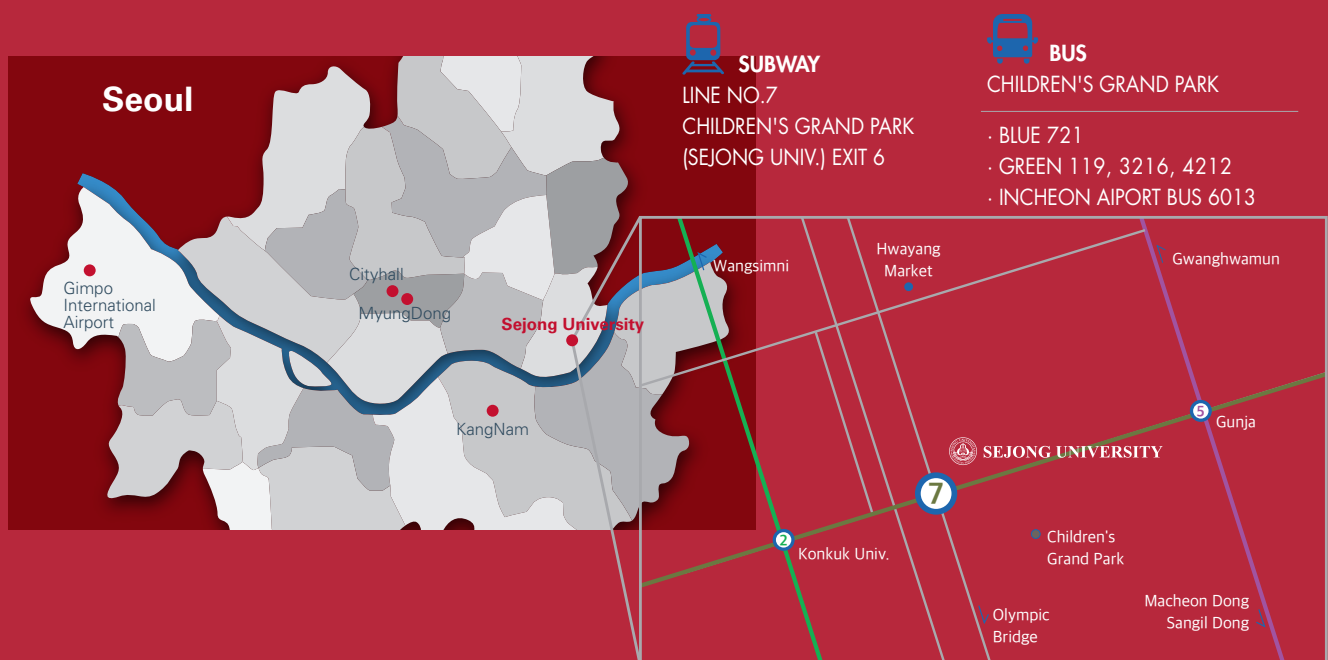 Seoul
Gimpo
International
Airport
Cityhall
MyungDong
Sejong University
KangNam
SUBWAY
LINE NO.7
CHILDREN'S GRAND PARK
(SEJONG UNIV.) EXIT 6
BUS
CHILDREN'S GRAND PARK
· BLUE 721
· GREEN 119, 3216, 4212
· INCHEON AIPORT BUS 6013
Wangsimni
Hwayang
Market
Gwanghwamun
5
Gunja
SEJONG UNIVERSITY
7
2
Konkuk Univ.
Children's
Grand Park
Olympic
Bridge
Macheon Dong
Sangil Dong